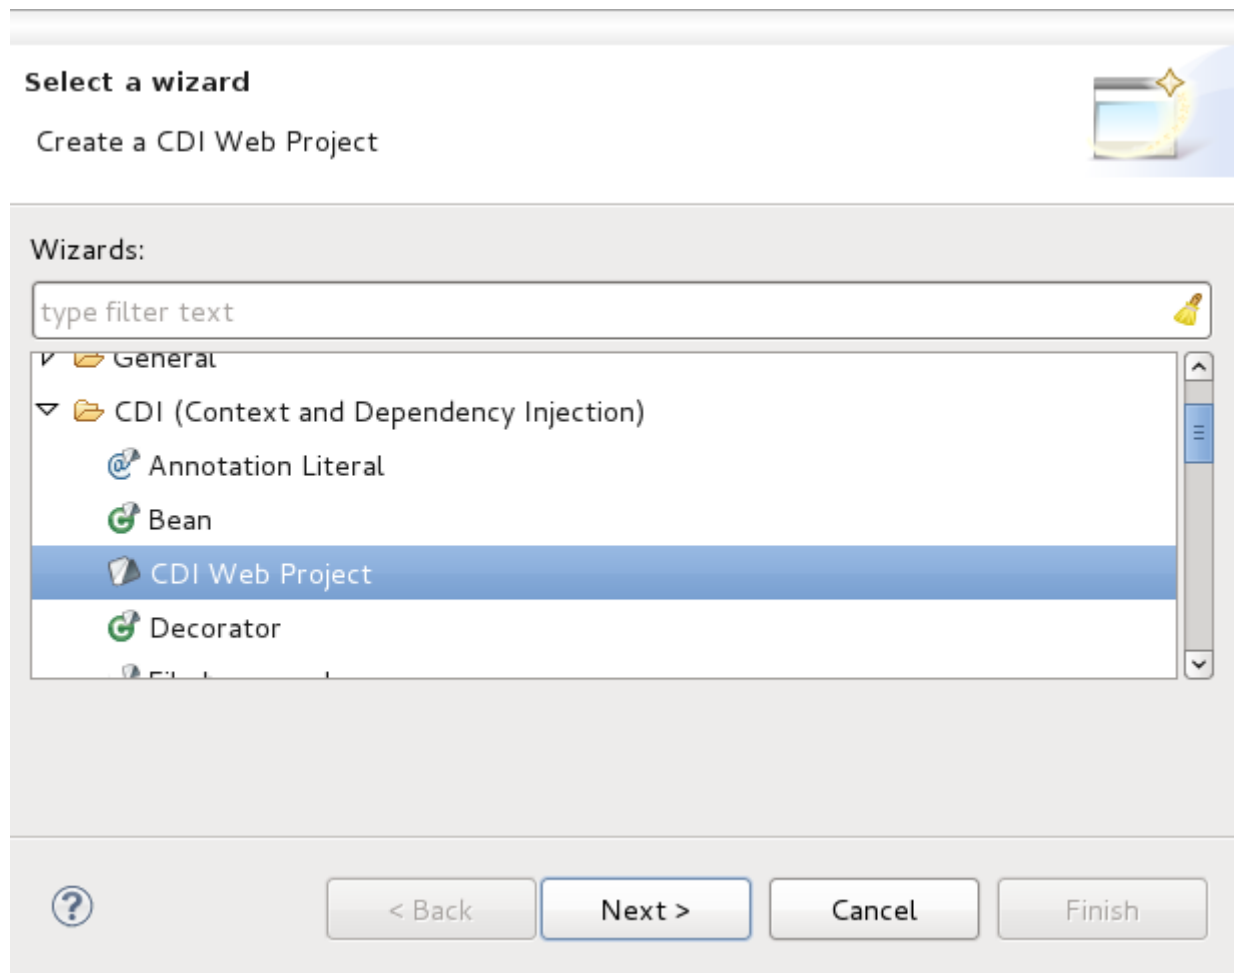 Select a wizard
Create a CDI Web Project
Wizards:
type filter text
General
CDI (Context and Dependency Injection)
Annotation Literal
Bean
CDI Web Project
Decorator
< Back Next > Cancel Finish